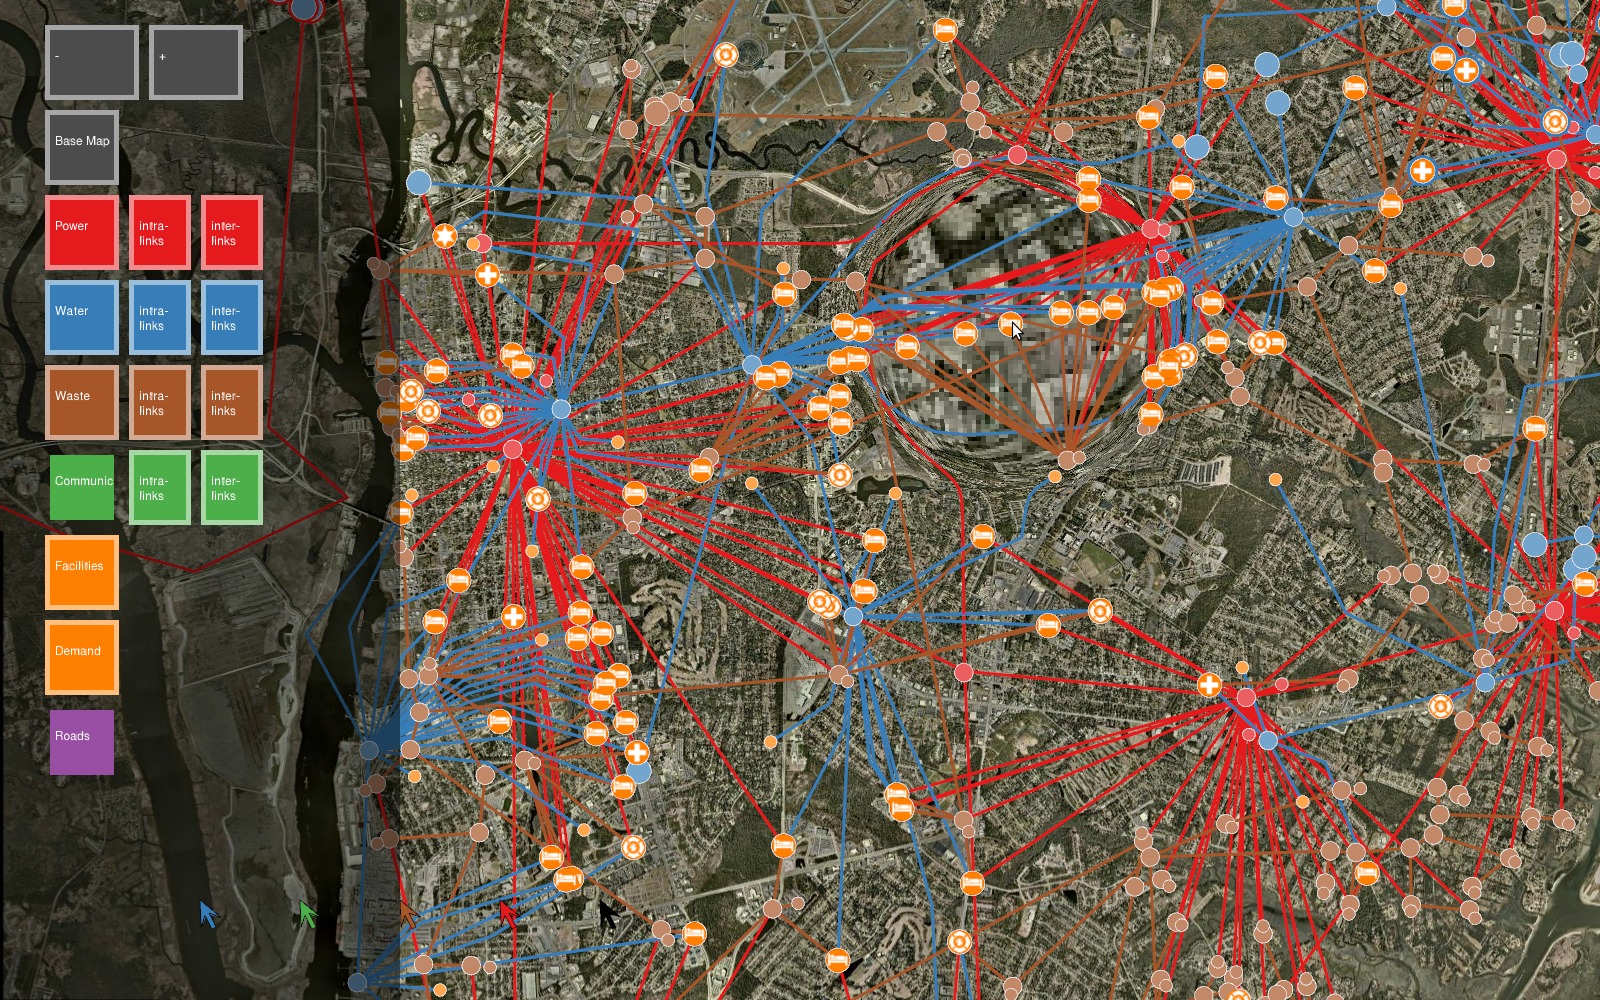 -
+
Base Map
Power
intra-
links
inter-
links
Water
intra-
links
inter-
links
Waste
intra-
links
inter-
links
Communic
intra-
links
inter-
links
Facilities
Demand
Roads